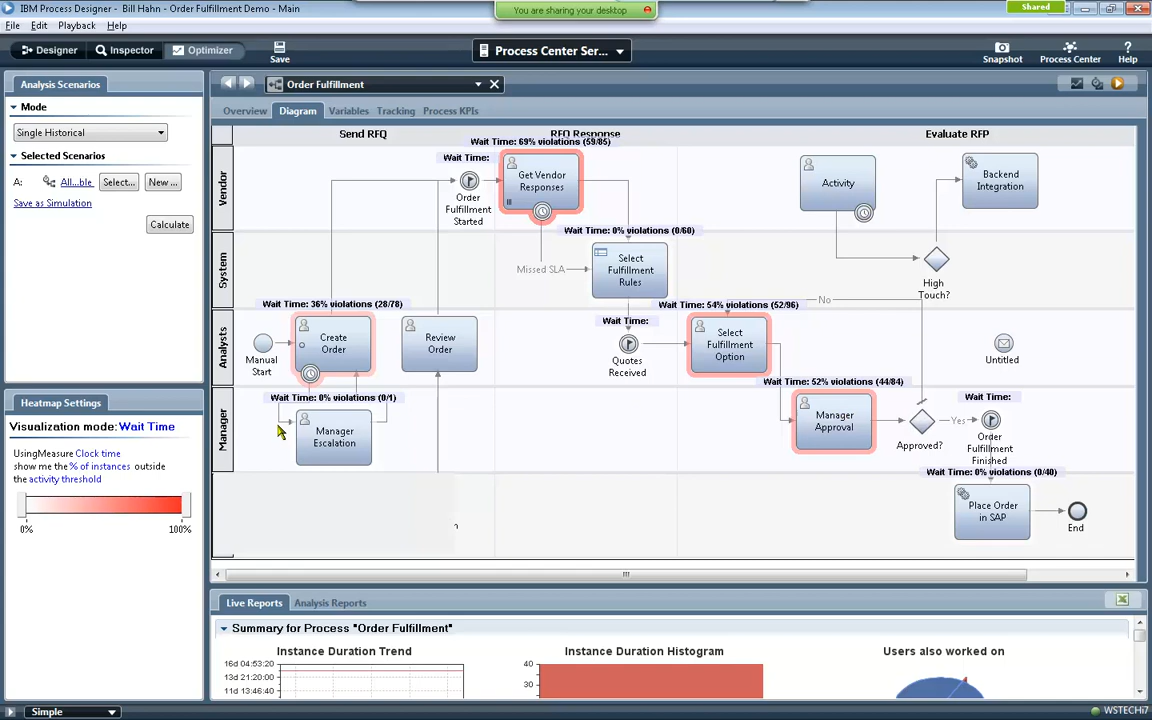 IBM Process Designer - Bill Hahn - Order Fulfillment Demo - Main
You are sharing your desktop
Shared
File Edit Playback Help
Designer Inspector Optimizer
Save
Process Center Ser...
Snapshot Process Center Help
Analysis Scenarios
Mode
Single Historical
Selected Scenarios
A: All...ble Select... New ...
Save as Simulation
Calculate
Heatmap Settings
Visualization mode: Wait Time
UsingMeasure Clock time
show me the % of instances outside
the activity threshold
0% 100%
Order Fulfillment
Overview Diagram Variables Tracking Process KPIs
Send RFQ RFQ Response Evaluate RFP
Vendor
Wait Time: 69% violations (59/85)
Wait Time:
Order
Fulfillment
Started
Get Vendor
Responses
Activity
Backend
Integration
System
Wait Time: 0% violations (0/60)
Missed SLA
Select
Fulfillment
Rules
High
Touch?
No
Analysts
Wait Time: 36% violations (28/78)
Manual
Start
Create
Order
Review
Order
Wait Time:
Quotes
Received
Wait Time: 54% violations (52/96)
Select
Fulfillment
Option
Untitled
Manager
Wait Time: 0% violations (0/1)
Manager
Escalation
Wait Time: 52% violations (44/84)
Manager
Approval
Approved?
Yes
Wait Time:
Order
Fulfillment
Finished
Wait Time: 0% violations (0/40)
Place Order
in SAP
End
Live Reports Analysis Reports
Summary for Process "Order Fulfillment"
Instance Duration Trend
16d 04:53:20
13d 21:20:00
11d 13:46:40
Instance Duration Histogram
40
30
Users also worked on
Simple
WSTECHi7